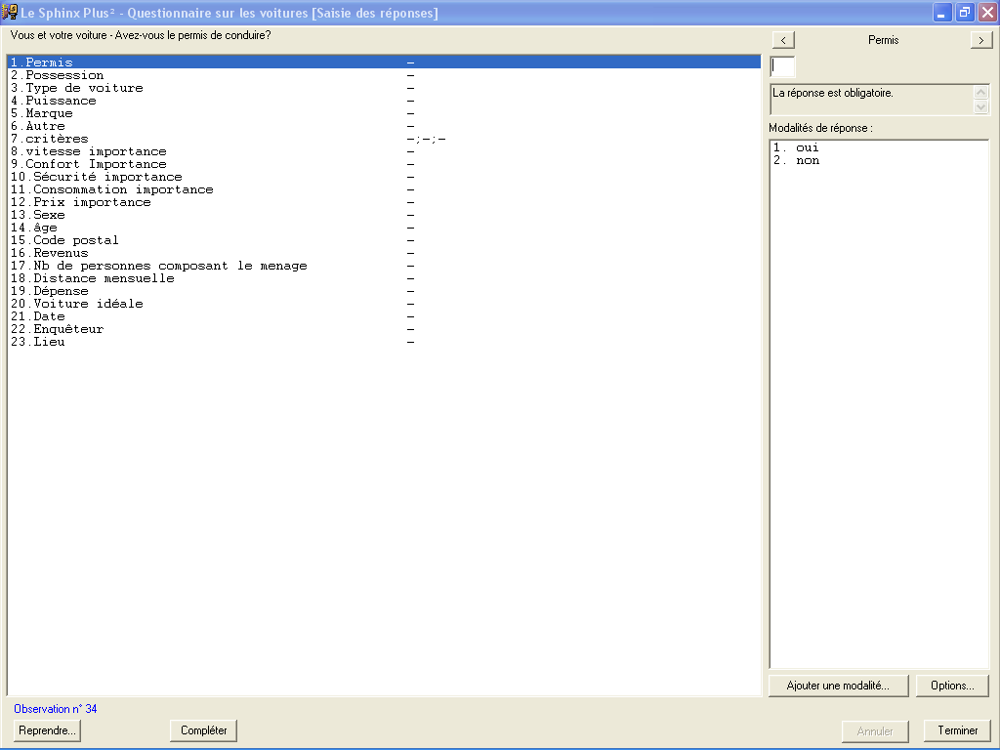 Le Sphinx Plus² - Questionnaire sur les voitures [Saisie des réponses]
Vous et votre voiture - Avez-vous le permis de conduire?
< Permis >
1.Permis –
2.Possession –
3.Type de voiture –
4.Puissance –
5.Marque –
6.Autre –
7.critères –;–;–
8.vitesse importance –
9.Confort Importance –
10.Sécurité importance –
11.Consommation importance –
12.Prix importance –
13.Sexe –
14.âge –
15.Code postal –
16.Revenus –
17.Nb de personnes composant le menage –
18.Distance mensuelle –
19.Dépense –
20.Voiture idéale –
21.Date –
22.Enquêteur –
23.Lieu –
La réponse est obligatoire.
Modalités de réponse :
1. oui
2. non
Ajouter une modalité... Options...
Observation n° 34
Reprendre... Compléter Annuler Terminer